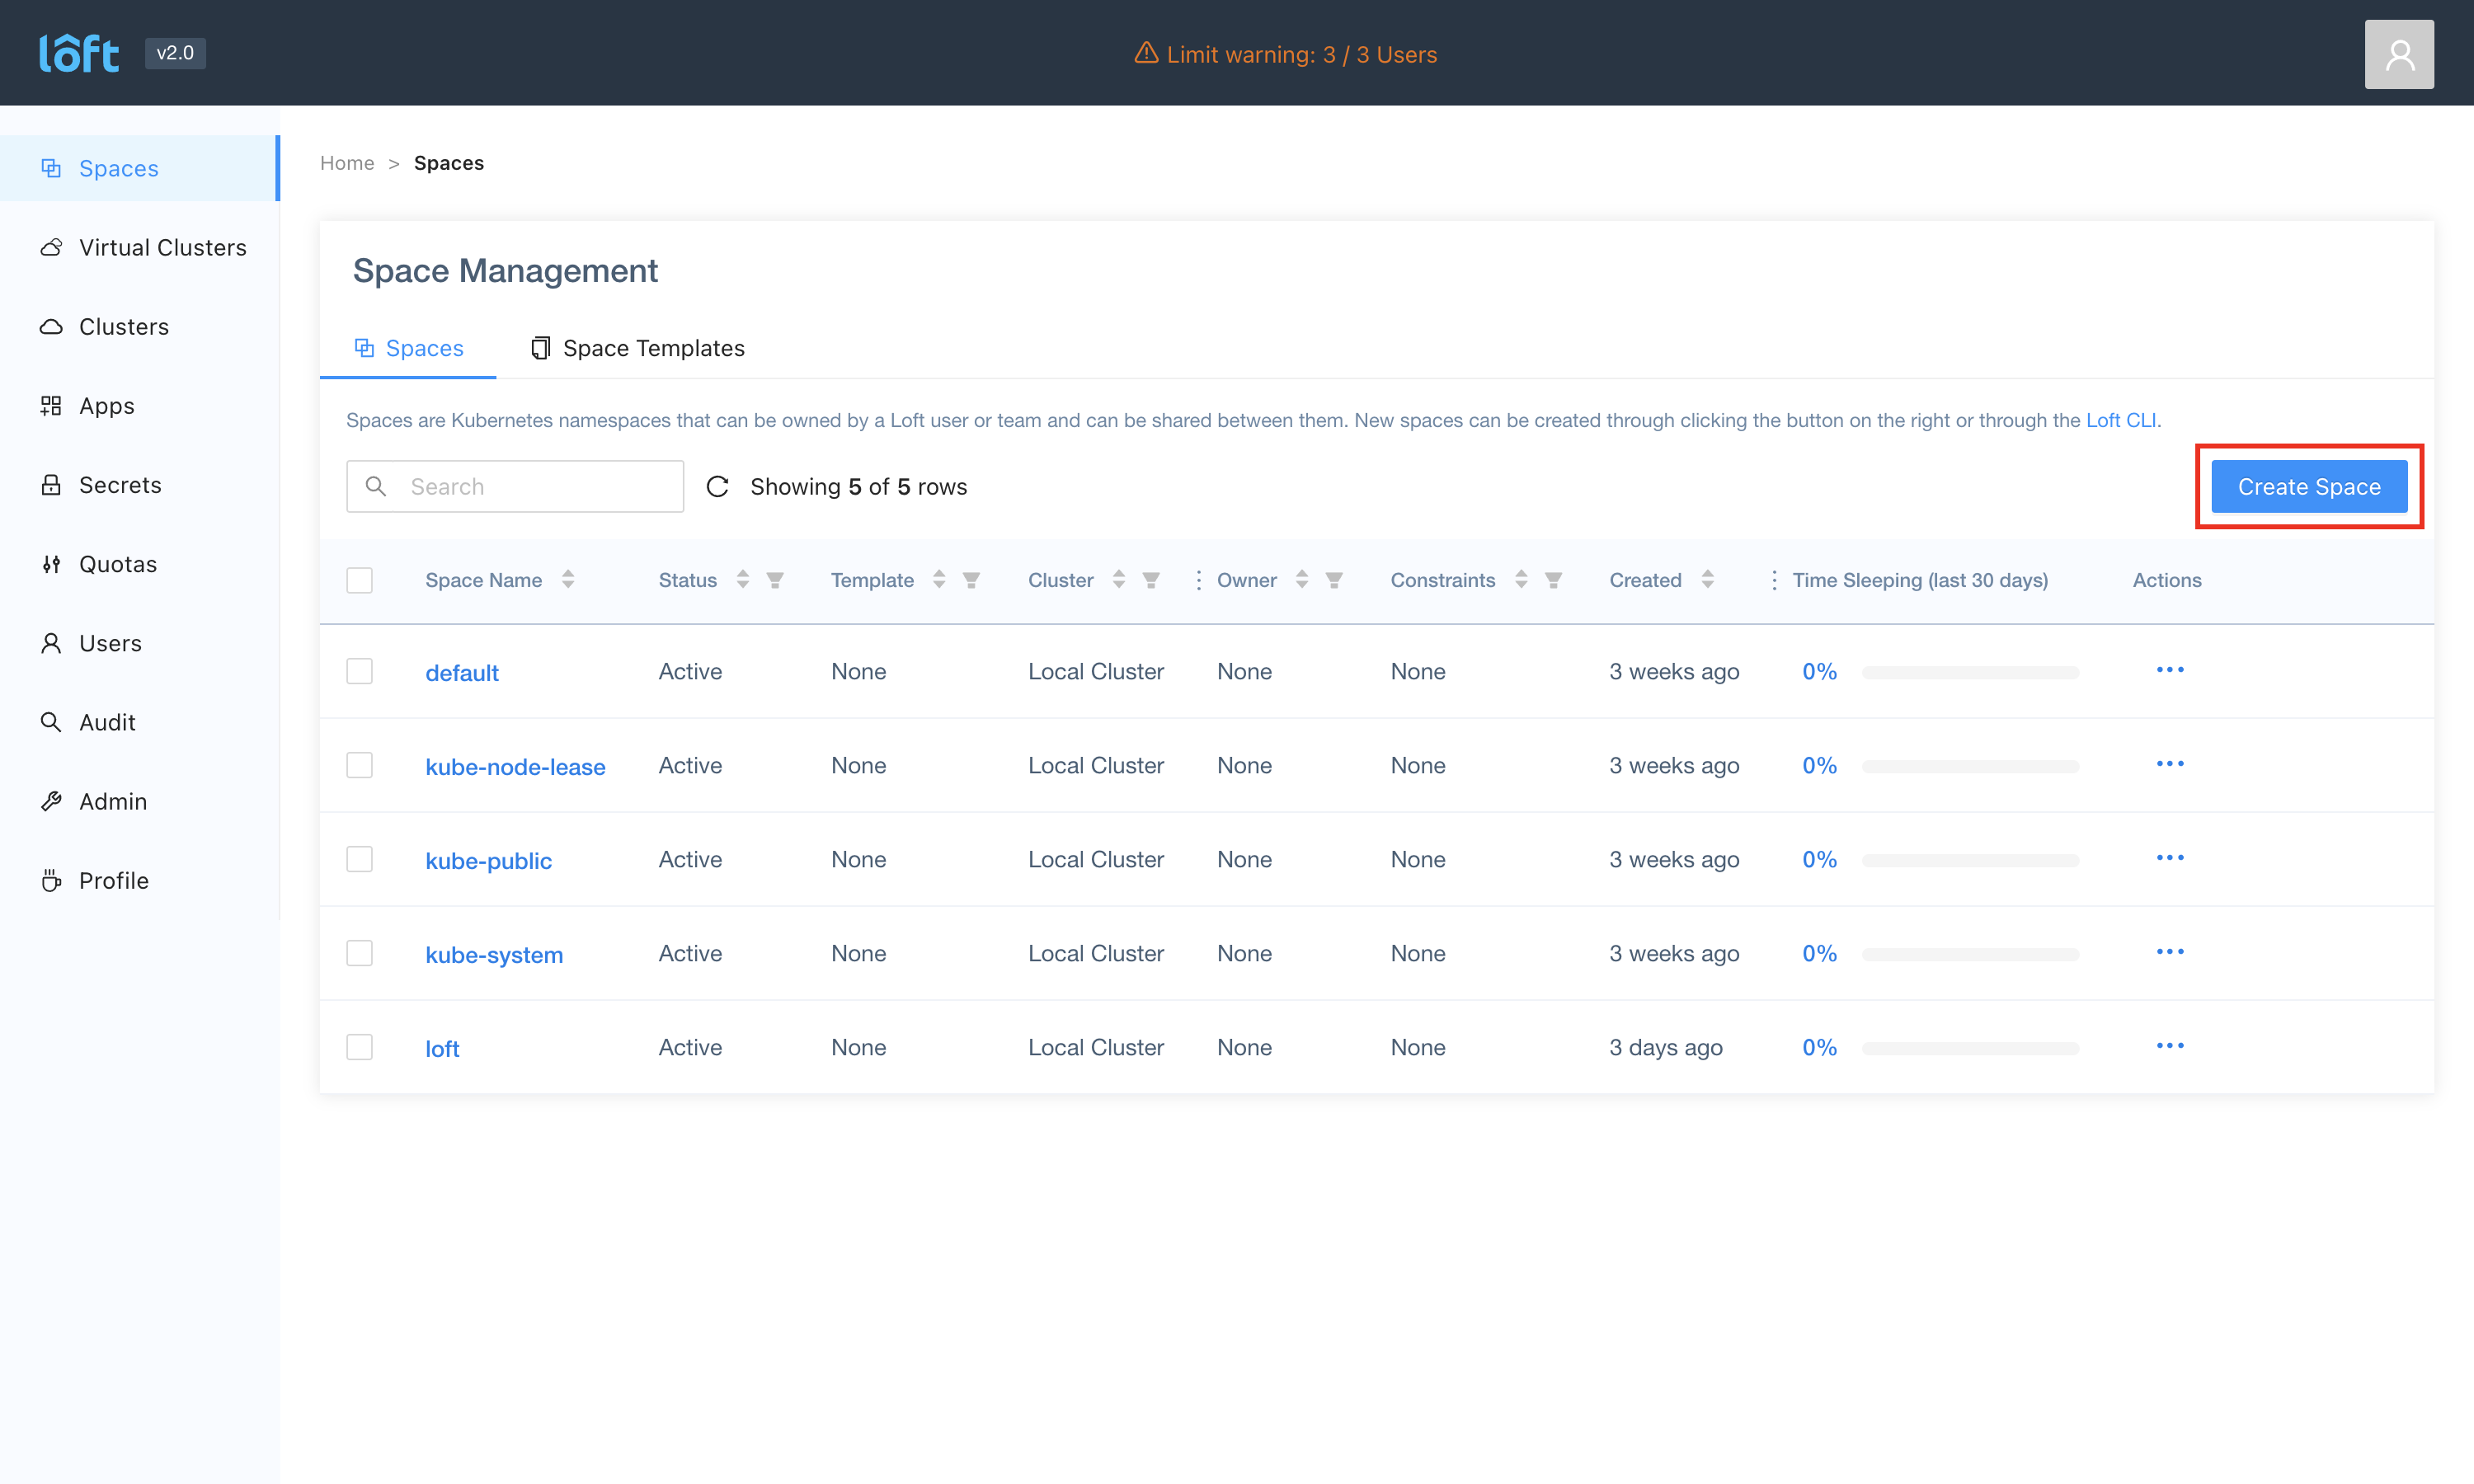 loft v2.0 Limit warning: 3 / 3 Users
Spaces
Virtual Clusters
Clusters
Apps
Secrets
Quotas
Users
Audit
Admin
Profile
Home > Spaces
Space Management
Spaces Space Templates
Spaces are Kubernetes namespaces that can be owned by a Loft user or team and can be shared between them. New spaces can be created through clicking the button on the right or through the Loft CLI.
Search Showing 5 of 5 rows Create Space
Space Name Status Template Cluster Owner Constraints Created Time Sleeping (last 30 days) Actions
default Active None Local Cluster None None 3 weeks ago 0%
kube-node-lease Active None Local Cluster None None 3 weeks ago 0%
kube-public Active None Local Cluster None None 3 weeks ago 0%
kube-system Active None Local Cluster None None 3 weeks ago 0%
loft Active None Local Cluster None None 3 days ago 0%